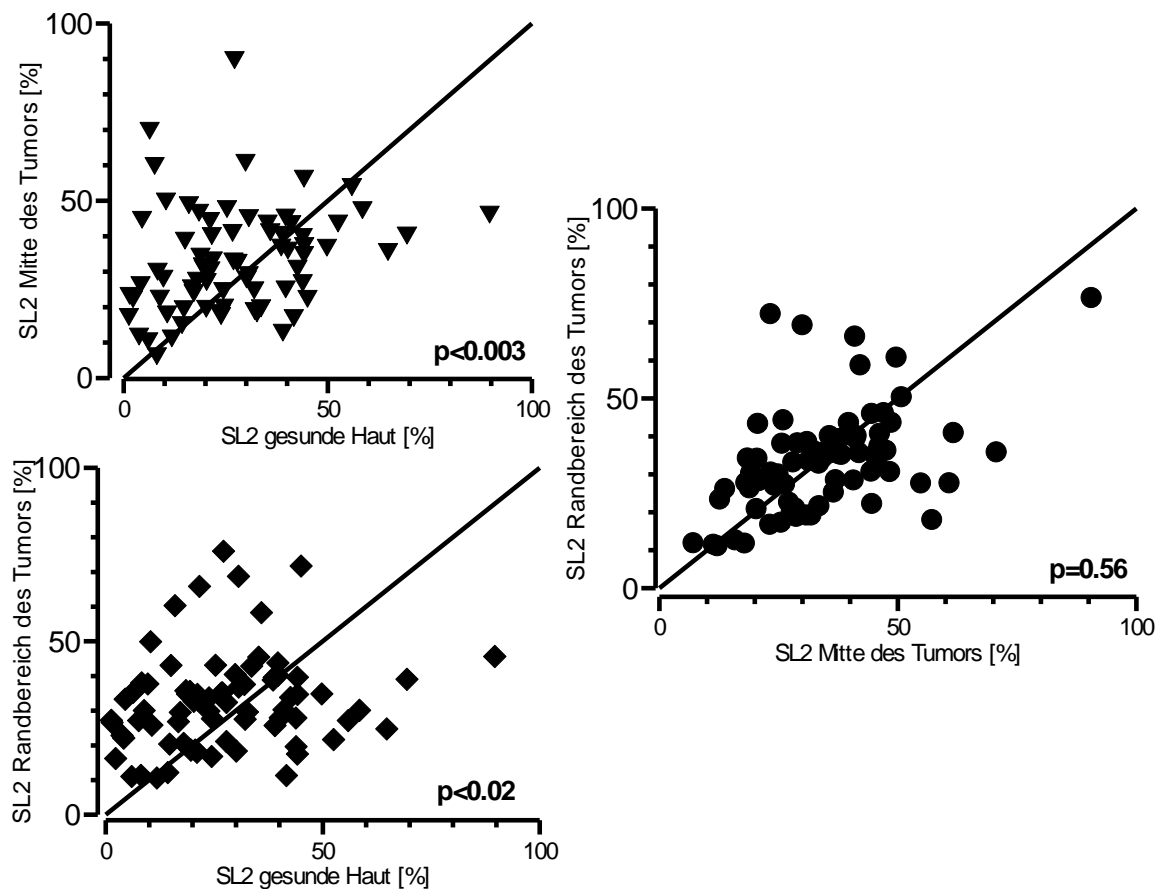 100
50
0
SL2 Mitte des Tumors [%]
p<0.003
0 50 100
SL2 gesunde Haut [%]
100
50
0
SL2 Randbereich des Tumors [%]
p=0.56
0 50 100
SL2 Mitte des Tumors [%]
100
50
0
SL2 Randbereich des Tumors [%]
p<0.02
0 50 100
SL2 gesunde Haut [%]